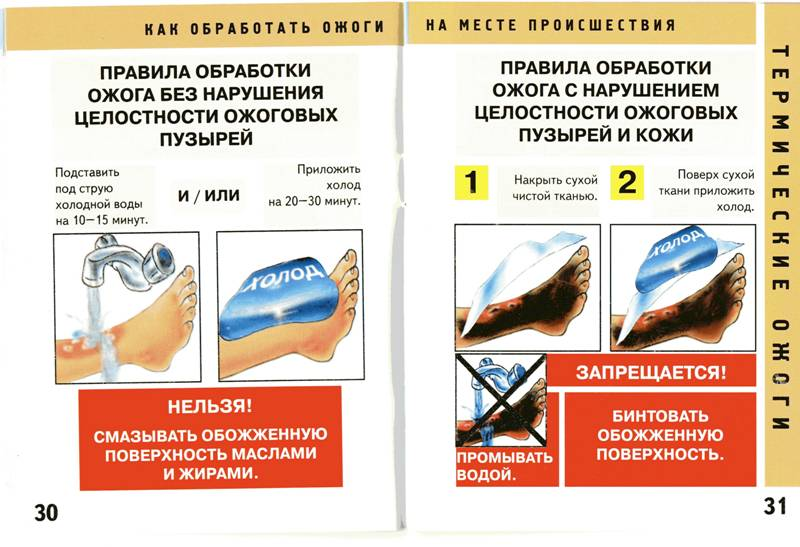 КАК ОБРАБОТАТЬ ОЖОГИ
ПРАВИЛА ОБРАБОТКИ
ОЖОГА БЕЗ НАРУШЕНИЯ
ЦЕЛОСТНОСТИ ОЖОГОВЫХ
ПУЗЫРЕЙ
Подставить
под струю
холодной воды
на 10—15 минут.
И / ИЛИ
Приложить
холод
на 20—30 минут.
ХОЛОД
НЕЛЬЗЯ!
СМАЗЫВАТЬ ОБОЖЖЕННУЮ
ПОВЕРХНОСТЬ МАСЛАМИ
И ЖИРАМИ.
30
НА МЕСТЕ ПРОИСШЕСТВИЯ
ПРАВИЛА ОБРАБОТКИ
ОЖОГА С НАРУШЕНИЕМ
ЦЕЛОСТНОСТИ ОЖОГОВЫХ
ПУЗЫРЕЙ И КОЖИ
1
Накрыть сухой
чистой тканью.
2
Поверх сухой
ткани приложить
холод.
ХОЛОД
ЗАПРЕЩАЕТСЯ!
ПРОМЫВАТЬ
ВОДОЙ.
БИНТОВАТЬ
ОБОЖЖЕННУЮ
ПОВЕРХНОСТЬ.
ТЕРМИЧЕСКИЕ ОЖОГИ
31